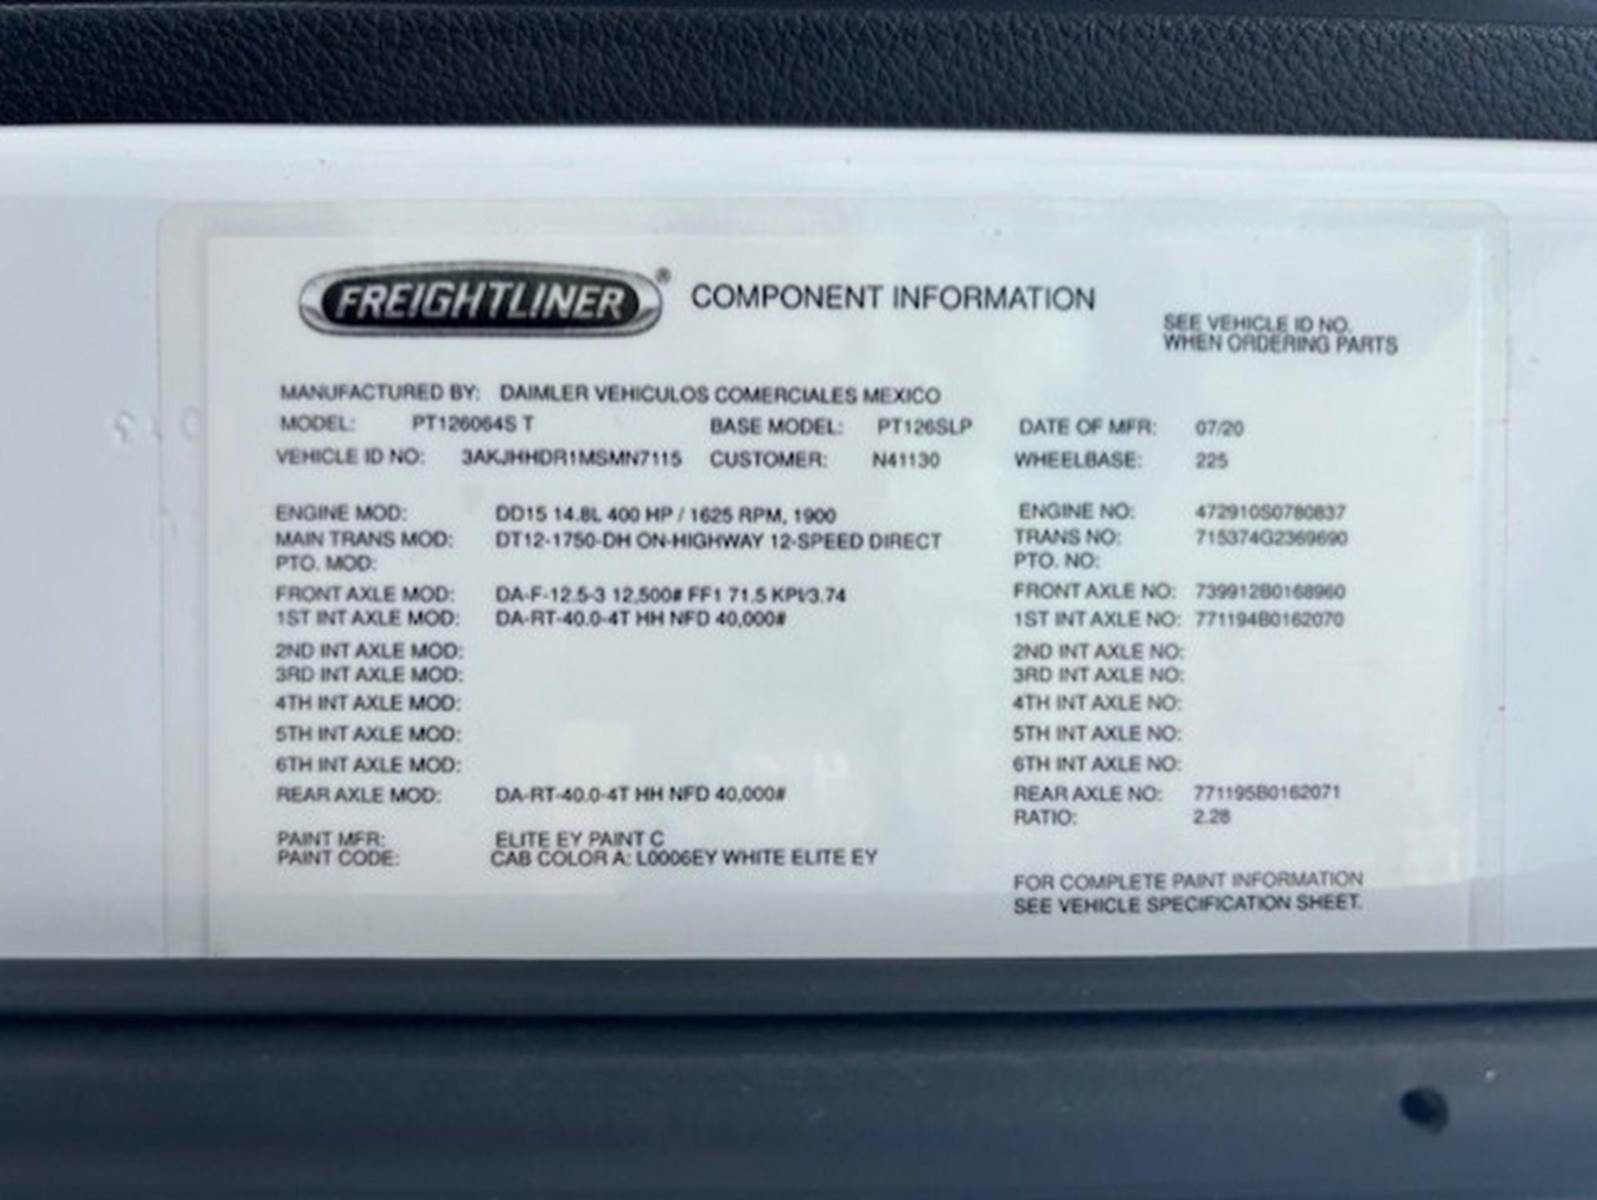 FREIGHTLINER® COMPONENT INFORMATION
SEE VEHICLE ID NO.
WHEN ORDERING PARTS
MANUFACTURED BY: DAIMLER VEHICULOS COMERCIALES MEXICO
MODEL: PT126064S T BASE MODEL: PT126SLP DATE OF MFR: 07/20
VEHICLE ID NO: 3AKJHHDR1MSMN7115 CUSTOMER: N41130 WHEELBASE: 225
ENGINE MOD: DD15 14.8L 400 HP / 1625 RPM, 1900 ENGINE NO: 472910S0780837
MAIN TRANS MOD: DT12-1750-DH ON-HIGHWAY 12-SPEED DIRECT TRANS NO: 715374G2369690
PTO. MOD: PTO. NO:
FRONT AXLE MOD: DA-F-12.5-3 12,500# FF1 71.5 KPI/3.74 FRONT AXLE NO: 739912B0168960
1ST INT AXLE MOD: DA-RT-40.0-4T HH NFD 40,000# 1ST INT AXLE NO: 771194B0162070
2ND INT AXLE MOD: 2ND INT AXLE NO:
3RD INT AXLE MOD: 3RD INT AXLE NO:
4TH INT AXLE MOD: 4TH INT AXLE NO:
5TH INT AXLE MOD: 5TH INT AXLE NO:
6TH INT AXLE MOD: 6TH INT AXLE NO:
REAR AXLE MOD: DA-RT-40.0-4T HH NFD 40,000# REAR AXLE NO: 771195B0162071
RATIO: 2.28
PAINT MFR: ELITE EY PAINT C
PAINT CODE: CAB COLOR A: L0006EY WHITE ELITE EY
FOR COMPLETE PAINT INFORMATION
SEE VEHICLE SPECIFICATION SHEET.